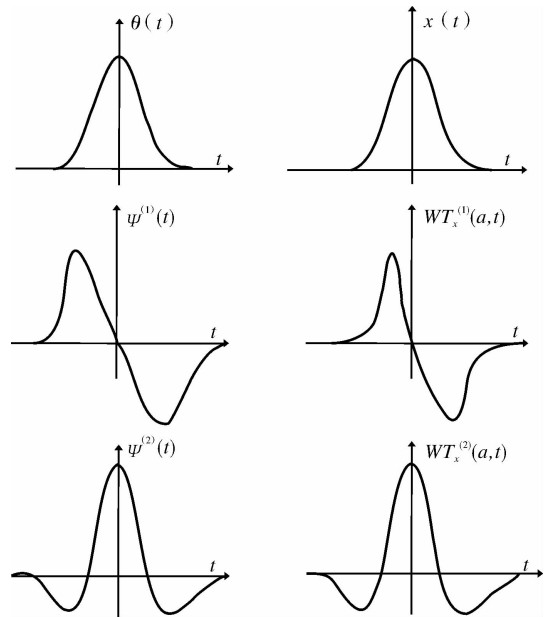 θ(t)
x(t)
t
t
ψ⁽¹⁾(t)
WTₓ⁽¹⁾(a,t)
t
t
ψ⁽²⁾(t)
WTₓ⁽²⁾(a,t)
t
t